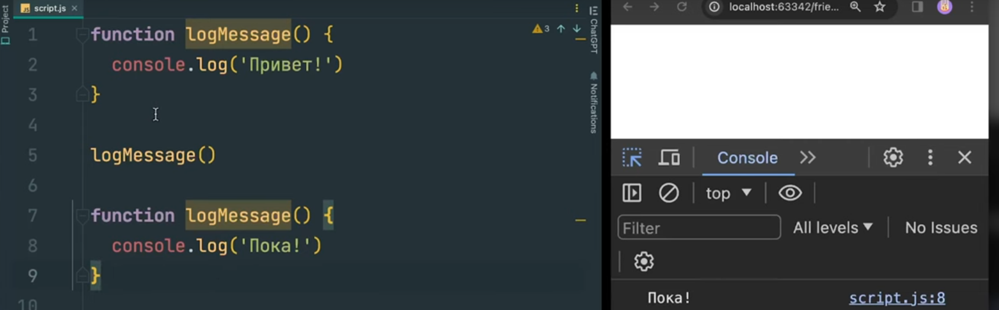 Project
script.js
1 function logMessage() {
2 console.log('Привет!')
3 }
4
5 logMessage()
6
7 function logMessage() {
8 console.log('Пока!')
9 }
10
3
ChatGPT
Notifications
localhost:63342/frie...
Console
top
Filter
All levels
No Issues
Пока! script.js:8